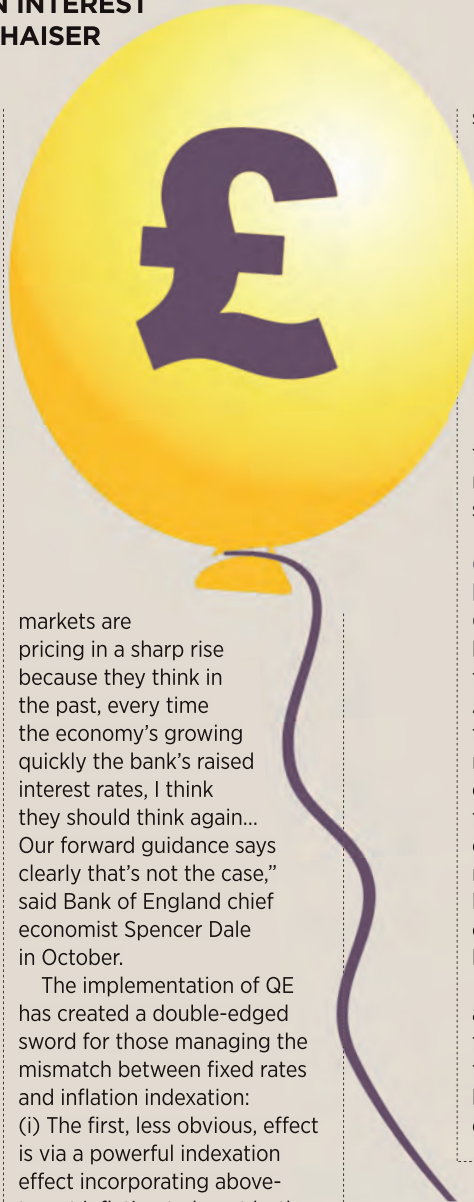 INTEREST
HAISER
£
markets are
pricing in a sharp rise
because they think in
the past, every time
the economy’s growing
quickly the bank’s raised
interest rates, I think
they should think again...
Our forward guidance says
clearly that’s not the case,”
said Bank of England chief
economist Spencer Dale
in October.
The implementation of QE
has created a double-edged
sword for those managing the
mismatch between fixed rates
and inflation indexation:
(i) The first, less obvious, effect
is via a powerful indexation
effect incorporating above-